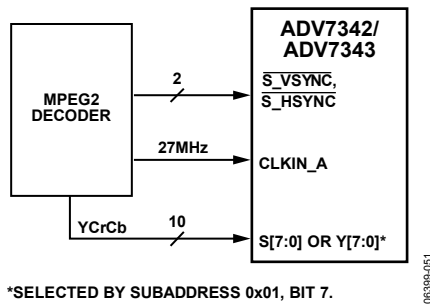 ADV7342/
ADV7343
2
S_VSYNC,
S_HSYNC
MPEG2
DECODER
27MHz
CLKIN_A
YCrCb
10
S[7:0] OR Y[7:0]*
*SELECTED BY SUBADDRESS 0x01, BIT 7.
06399-051